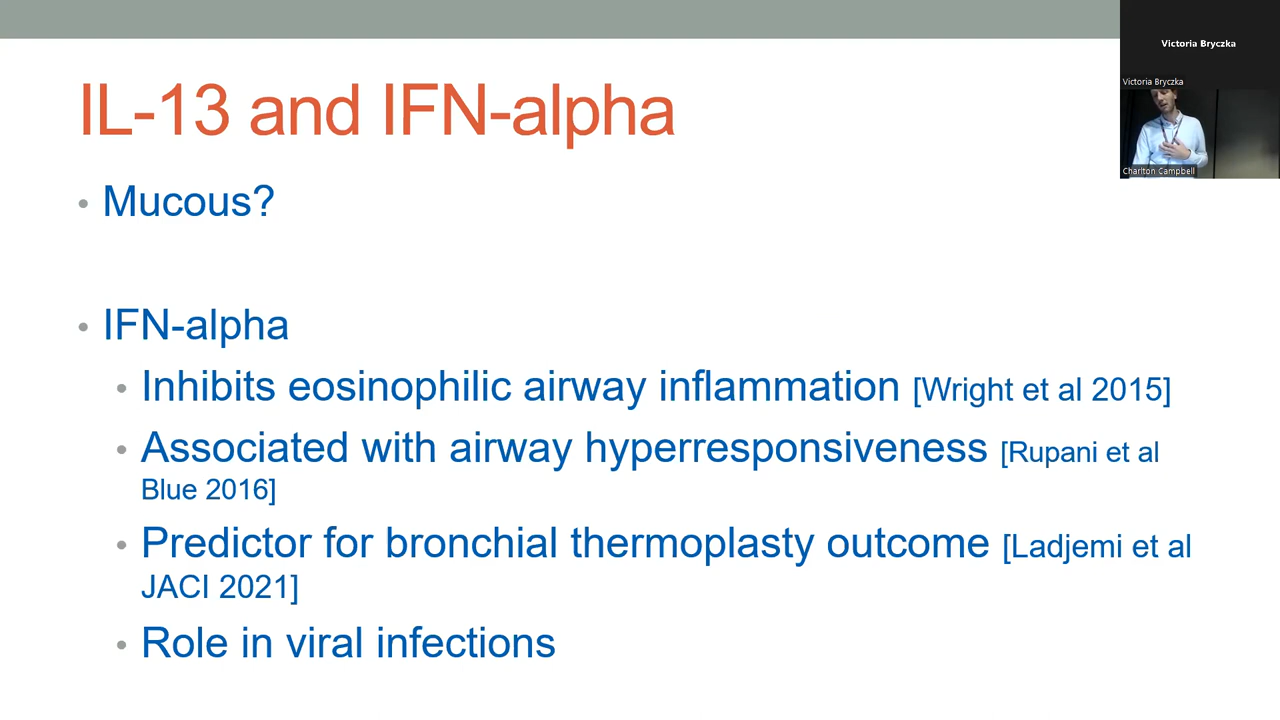 Victoria Bryczka
Victoria Bryczka
Charlton Campbell
IL-13 and IFN-alpha
• Mucous?
• IFN-alpha
• Inhibits eosinophilic airway inflammation [Wright et al 2015]
• Associated with airway hyperresponsiveness [Rupani et al
Blue 2016]
• Predictor for bronchial thermoplasty outcome [Ladjemi et al
JACI 2021]
• Role in viral infections